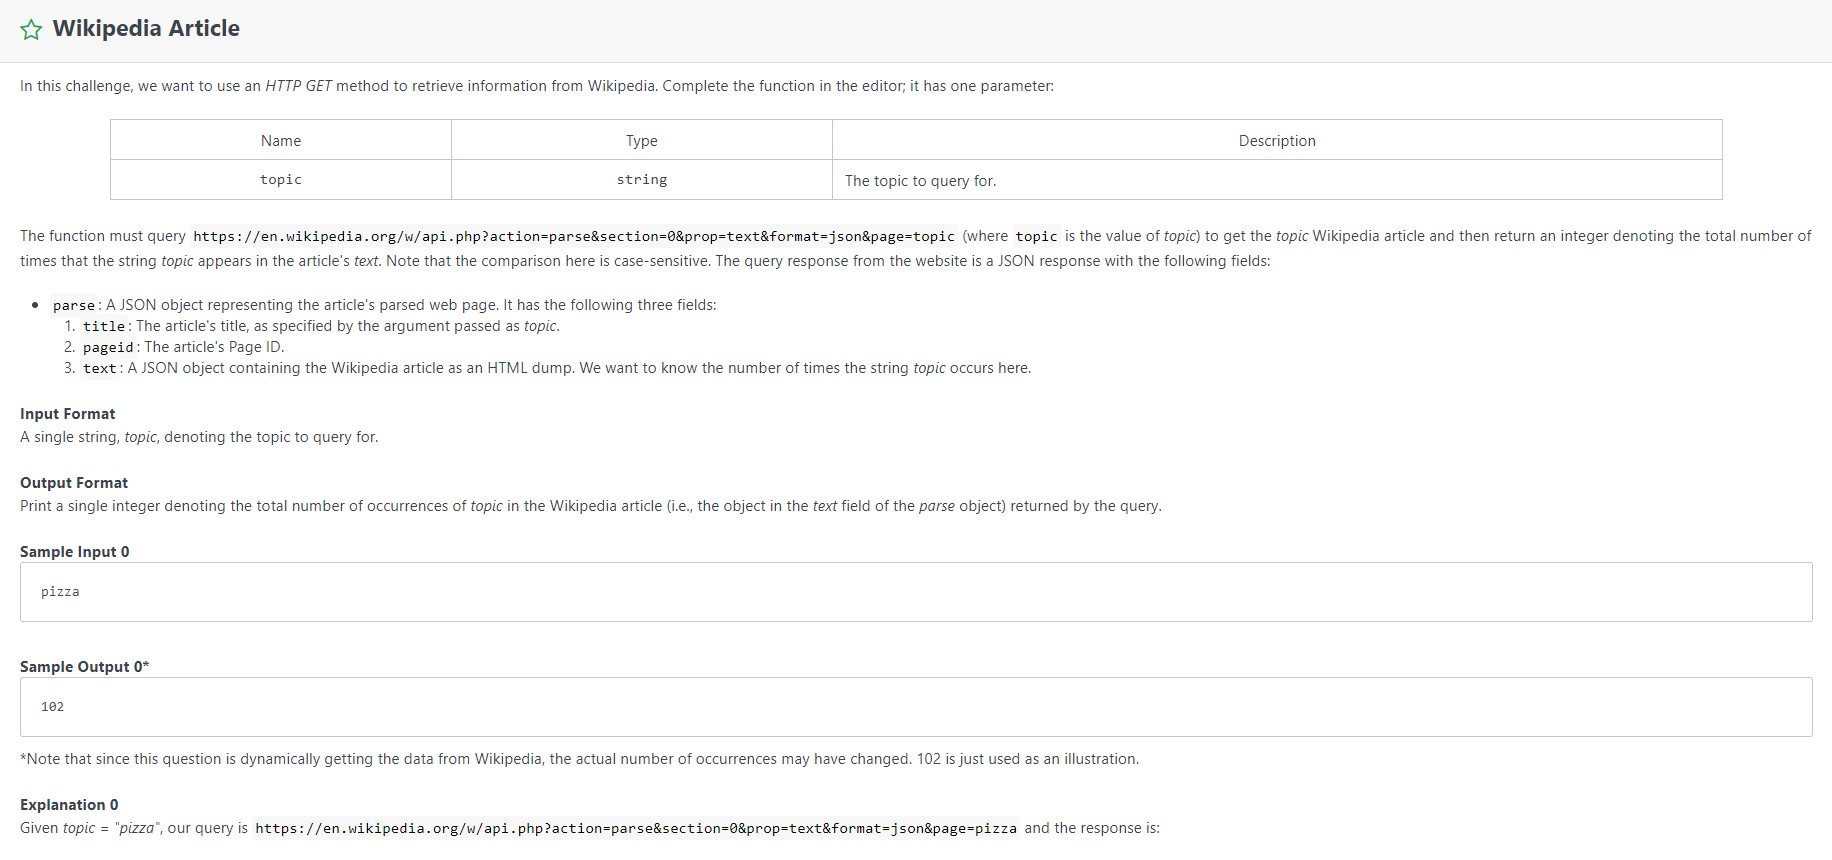 Wikipedia Article
In this challenge, we want to use an HTTP GET method to retrieve information from Wikipedia. Complete the function in the editor; it has one parameter:
Name Type Description
topic string The topic to query for.
The function must query https://en.wikipedia.org/w/api.php?action=parse&section=0&prop=text&format=json&page=topic (where topic is the value of topic) to get the topic Wikipedia article and then return an integer denoting the total number of
times that the string topic appears in the article's text. Note that the comparison here is case-sensitive. The query response from the website is a JSON response with the following fields:
• parse: A JSON object representing the article's parsed web page. It has the following three fields:
1. title: The article's title, as specified by the argument passed as topic.
2. pageid: The article's Page ID.
3. text: A JSON object containing the Wikipedia article as an HTML dump. We want to know the number of times the string topic occurs here.
Input Format
A single string, topic, denoting the topic to query for.
Output Format
Print a single integer denoting the total number of occurrences of topic in the Wikipedia article (i.e., the object in the text field of the parse object) returned by the query.
Sample Input 0
pizza
Sample Output 0*
102
*Note that since this question is dynamically getting the data from Wikipedia, the actual number of occurrences may have changed. 102 is just used as an illustration.
Explanation 0
Given topic = "pizza", our query is https://en.wikipedia.org/w/api.php?action=parse&section=0&prop=text&format=json&page=pizza and the response is: